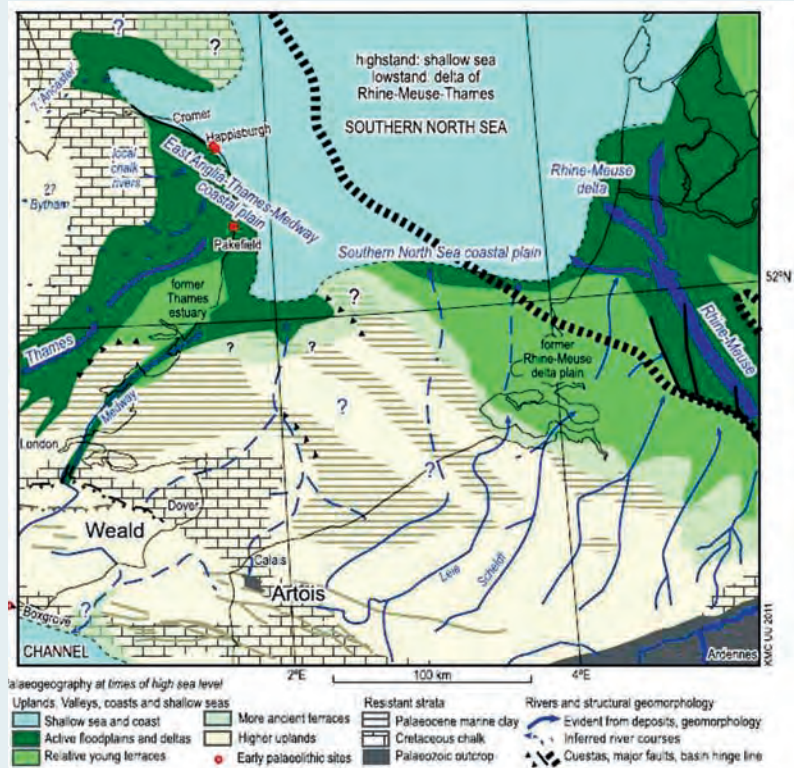 ?
?
? Ancaster
highstand: shallow sea
lowstand: delta of
Rhine-Meuse-Thames
SOUTHERN NORTH SEA
Cromer
Happisburgh
local
chalk
rivers
East Anglia-Thames-Medway
coastal plain
Rhine-Meuse
delta
2?
Bytham
Pakefield
Southern North Sea coastal plain
52°N
?
former
Thames
estuary
Thames
Rhine-Meuse
former
Rhine-Meuse
delta plain
?
?
?
Medway
London
?
Dover
Weald
Calais
Artois
Leie
Scheldt
?
Boxgrove
CHANNEL
Ardennes
KMC UU 2011
2°E
100 km
4°E
alaeogeography at times of high sea level
Uplands, Valleys, coasts and shallow seas
Shallow sea and coast
Active floodplains and deltas
Relative young terraces
More ancient terraces
Higher uplands
Early palaeolithic sites
Resistant strata
Palaeocene marine clay
Cretaceous chalk
Palaeozoic outcrop
Rivers and structural geomorphology
Evident from deposits, geomorphology
Inferred river courses
Cuestas, major faults, basin hinge line